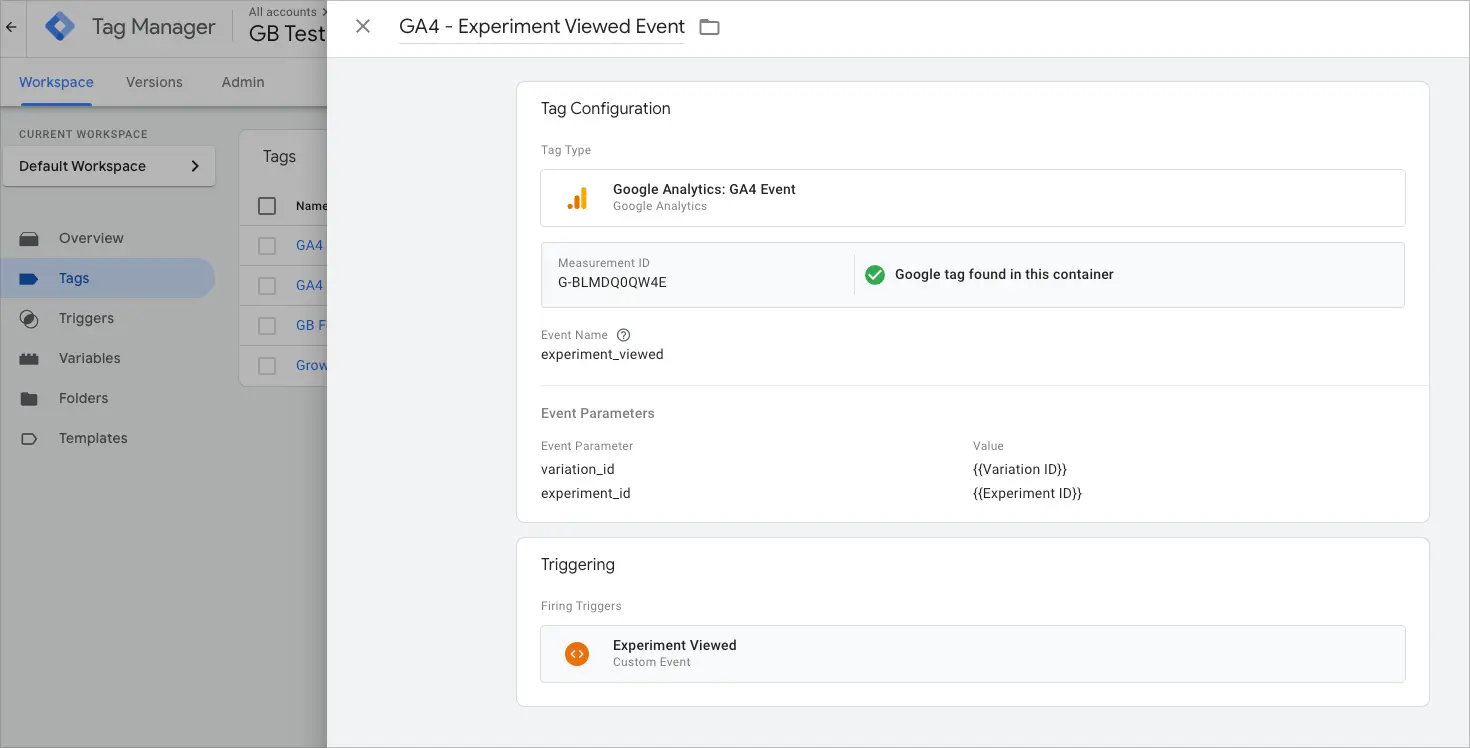 Tag Manager
All accounts >
GB Test
GA4 - Experiment Viewed Event
Workspace Versions Admin
CURRENT WORKSPACE
Default Workspace
Overview
Tags
Triggers
Variables
Folders
Templates
Tags
Name
GA4
GA4
GB
Tag Configuration
Tag Type
Google Analytics: GA4 Event
Google Analytics
Measurement ID
G-BLMDQ0QW4E
Google tag found in this container
Event Name
experiment_viewed
Event Parameters
Event Parameter Value
variation_id {{Variation ID}}
experiment_id {{Experiment ID}}
Triggering
Firing Triggers
Experiment Viewed
Custom Event